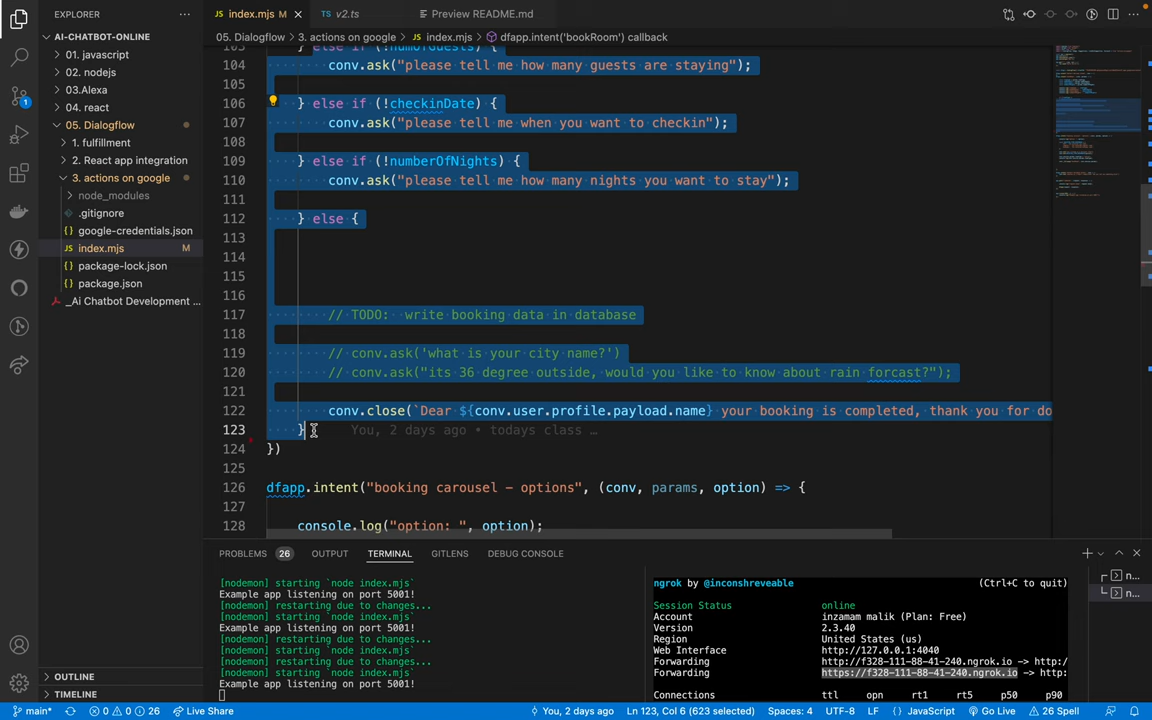 EXPLORER
AI-CHATBOT-ONLINE
01. javascript
02. nodejs
03.Alexa
04. react
05. Dialogflow
1. fulfillment
2. React app integration
3. actions on google
node_modules
.gitignore
google-credentials.json
index.mjs M
package-lock.json
package.json
_Ai Chatbot Development ...
OUTLINE
TIMELINE
index.mjs M
v2.ts
Preview README.md
05. Dialogflow > 3. actions on google > index.mjs > dfapp.intent('bookRoom') callback
103 } else if (!numOfGuests) {
104 conv.ask("please tell me how many guests are staying");
105
106 } else if (!checkinDate) {
107 conv.ask("please tell me when you want to checkin");
108
109 } else if (!numberOfNights) {
110 conv.ask("please tell me how many nights you want to stay");
111
112 } else {
113
114
115
116
117 // TODO: write booking data in database
118
119 // conv.ask('what is your city name?')
120 // conv.ask("its 36 degree outside, would you like to know about rain forcast?");
121
122 conv.close(`Dear ${conv.user.profile.payload.name} your booking is completed, thank you for do
123 } You, 2 days ago • todays class …
124 })
125
126 dfapp.intent("booking carousel - options", (conv, params, option) => {
127
128 console.log("option: ", option);
PROBLEMS 26 OUTPUT TERMINAL GITLENS DEBUG CONSOLE
[nodemon] starting `node index.mjs`
Example app listening on port 5001!
[nodemon] restarting due to changes...
[nodemon] starting `node index.mjs`
Example app listening on port 5001!
[nodemon] restarting due to changes...
[nodemon] starting `node index.mjs`
[nodemon] restarting due to changes...
[nodemon] starting `node index.mjs`
Example app listening on port 5001!
ngrok by @inconshreveable (Ctrl+C to quit)
Session Status online
Account inzamam malik (Plan: Free)
Version 2.3.40
Region United States (us)
Web Interface http://127.0.0.1:4040
Forwarding http://f328-111-88-41-240.ngrok.io -> http:/
Forwarding https://f328-111-88-41-240.ngrok.io -> http:
Connections ttl opn rt1 rt5 p50 p90
n...
n...
main* 0 0 26 Live Share You, 2 days ago Ln 123, Col 6 (623 selected) Spaces: 4 UTF-8 LF JavaScript Go Live 26 Spell